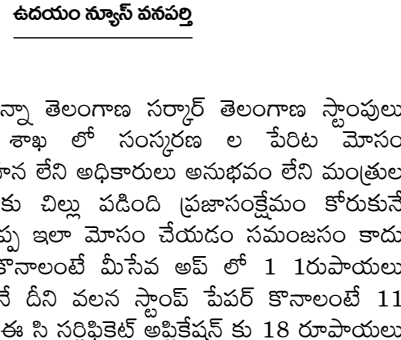 ఉదయం న్యూస్ వనపర్తి
తెలంగాణ సర్కార్ తెలంగాణ స్టాంపులు
శాఖ లో సంస్కరణ ల పేరిట మోసం
లేని అధికారులు అనుభవం లేని మంత్రుల
కు చిల్లు పడింది ప్రజాసంక్షేమం కోరుకునే
ఇలా మోసం చేయడం సమంజసం కాదు
కొనాలంటే మీసేవ అప్ లో 1 1రుపాయలు
దీని వలన స్టాంప్ పేపర్ కొనాలంటే 11
ఈ సి సర్టిఫికెట్ అప్లికేషన్ కు 18 రూపాయలు